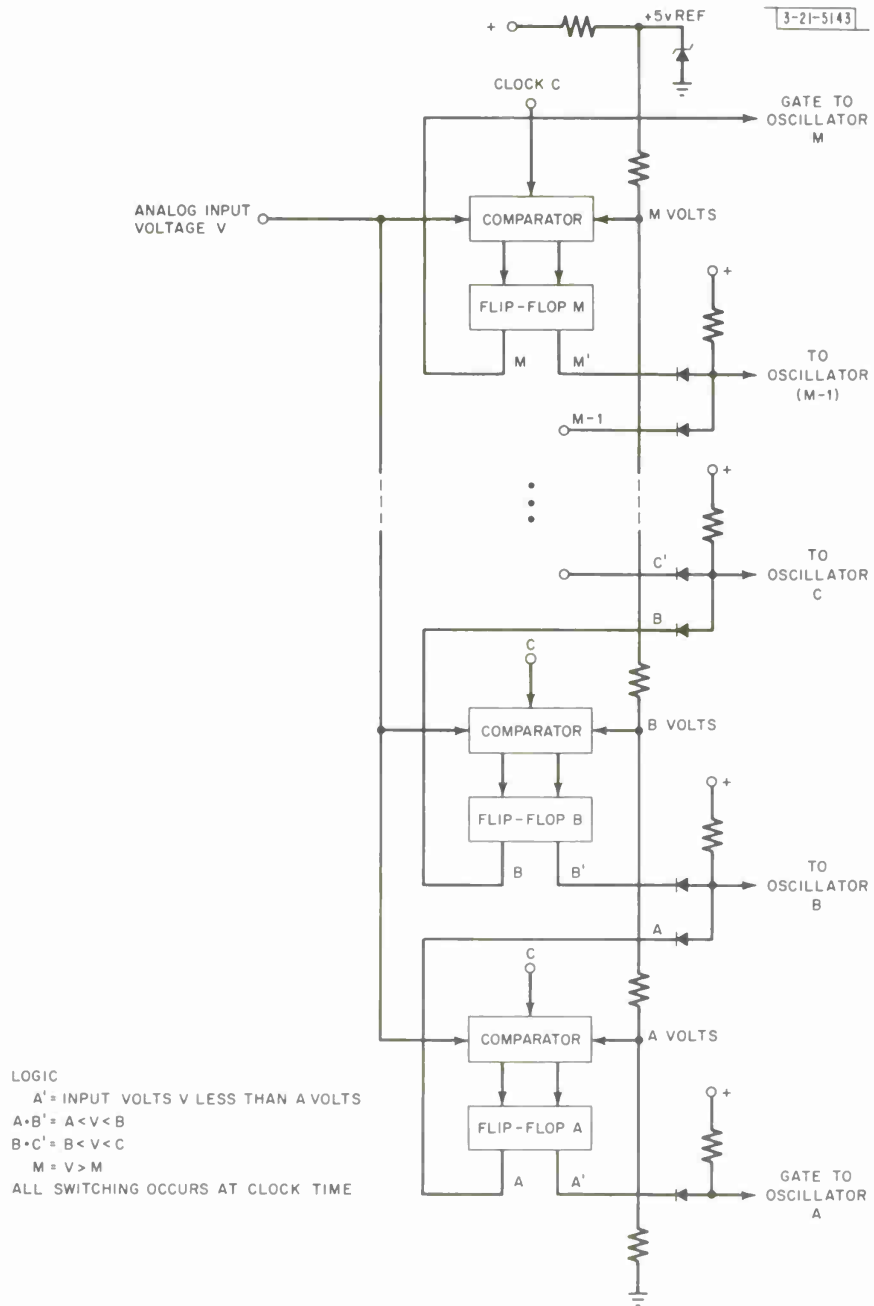 3-21-5143
+5v REF
+
CLOCK C
GATE TO
OSCILLATOR
M
ANALOG INPUT
VOLTAGE V
COMPARATOR
M VOLTS
+
FLIP-FLOP M
M
M'
TO
OSCILLATOR
(M-1)
M-1
+
C'
TO
OSCILLATOR
C
B
C
COMPARATOR
B VOLTS
+
FLIP-FLOP B
B
B'
TO
OSCILLATOR
B
A
C
COMPARATOR
A VOLTS
+
FLIP-FLOP A
A
A'
GATE TO
OSCILLATOR
A
LOGIC
A' = INPUT VOLTS V LESS THAN A VOLTS
A•B' = A<V<B
B•C' = B<V<C
M = V>M
ALL SWITCHING OCCURS AT CLOCK TIME